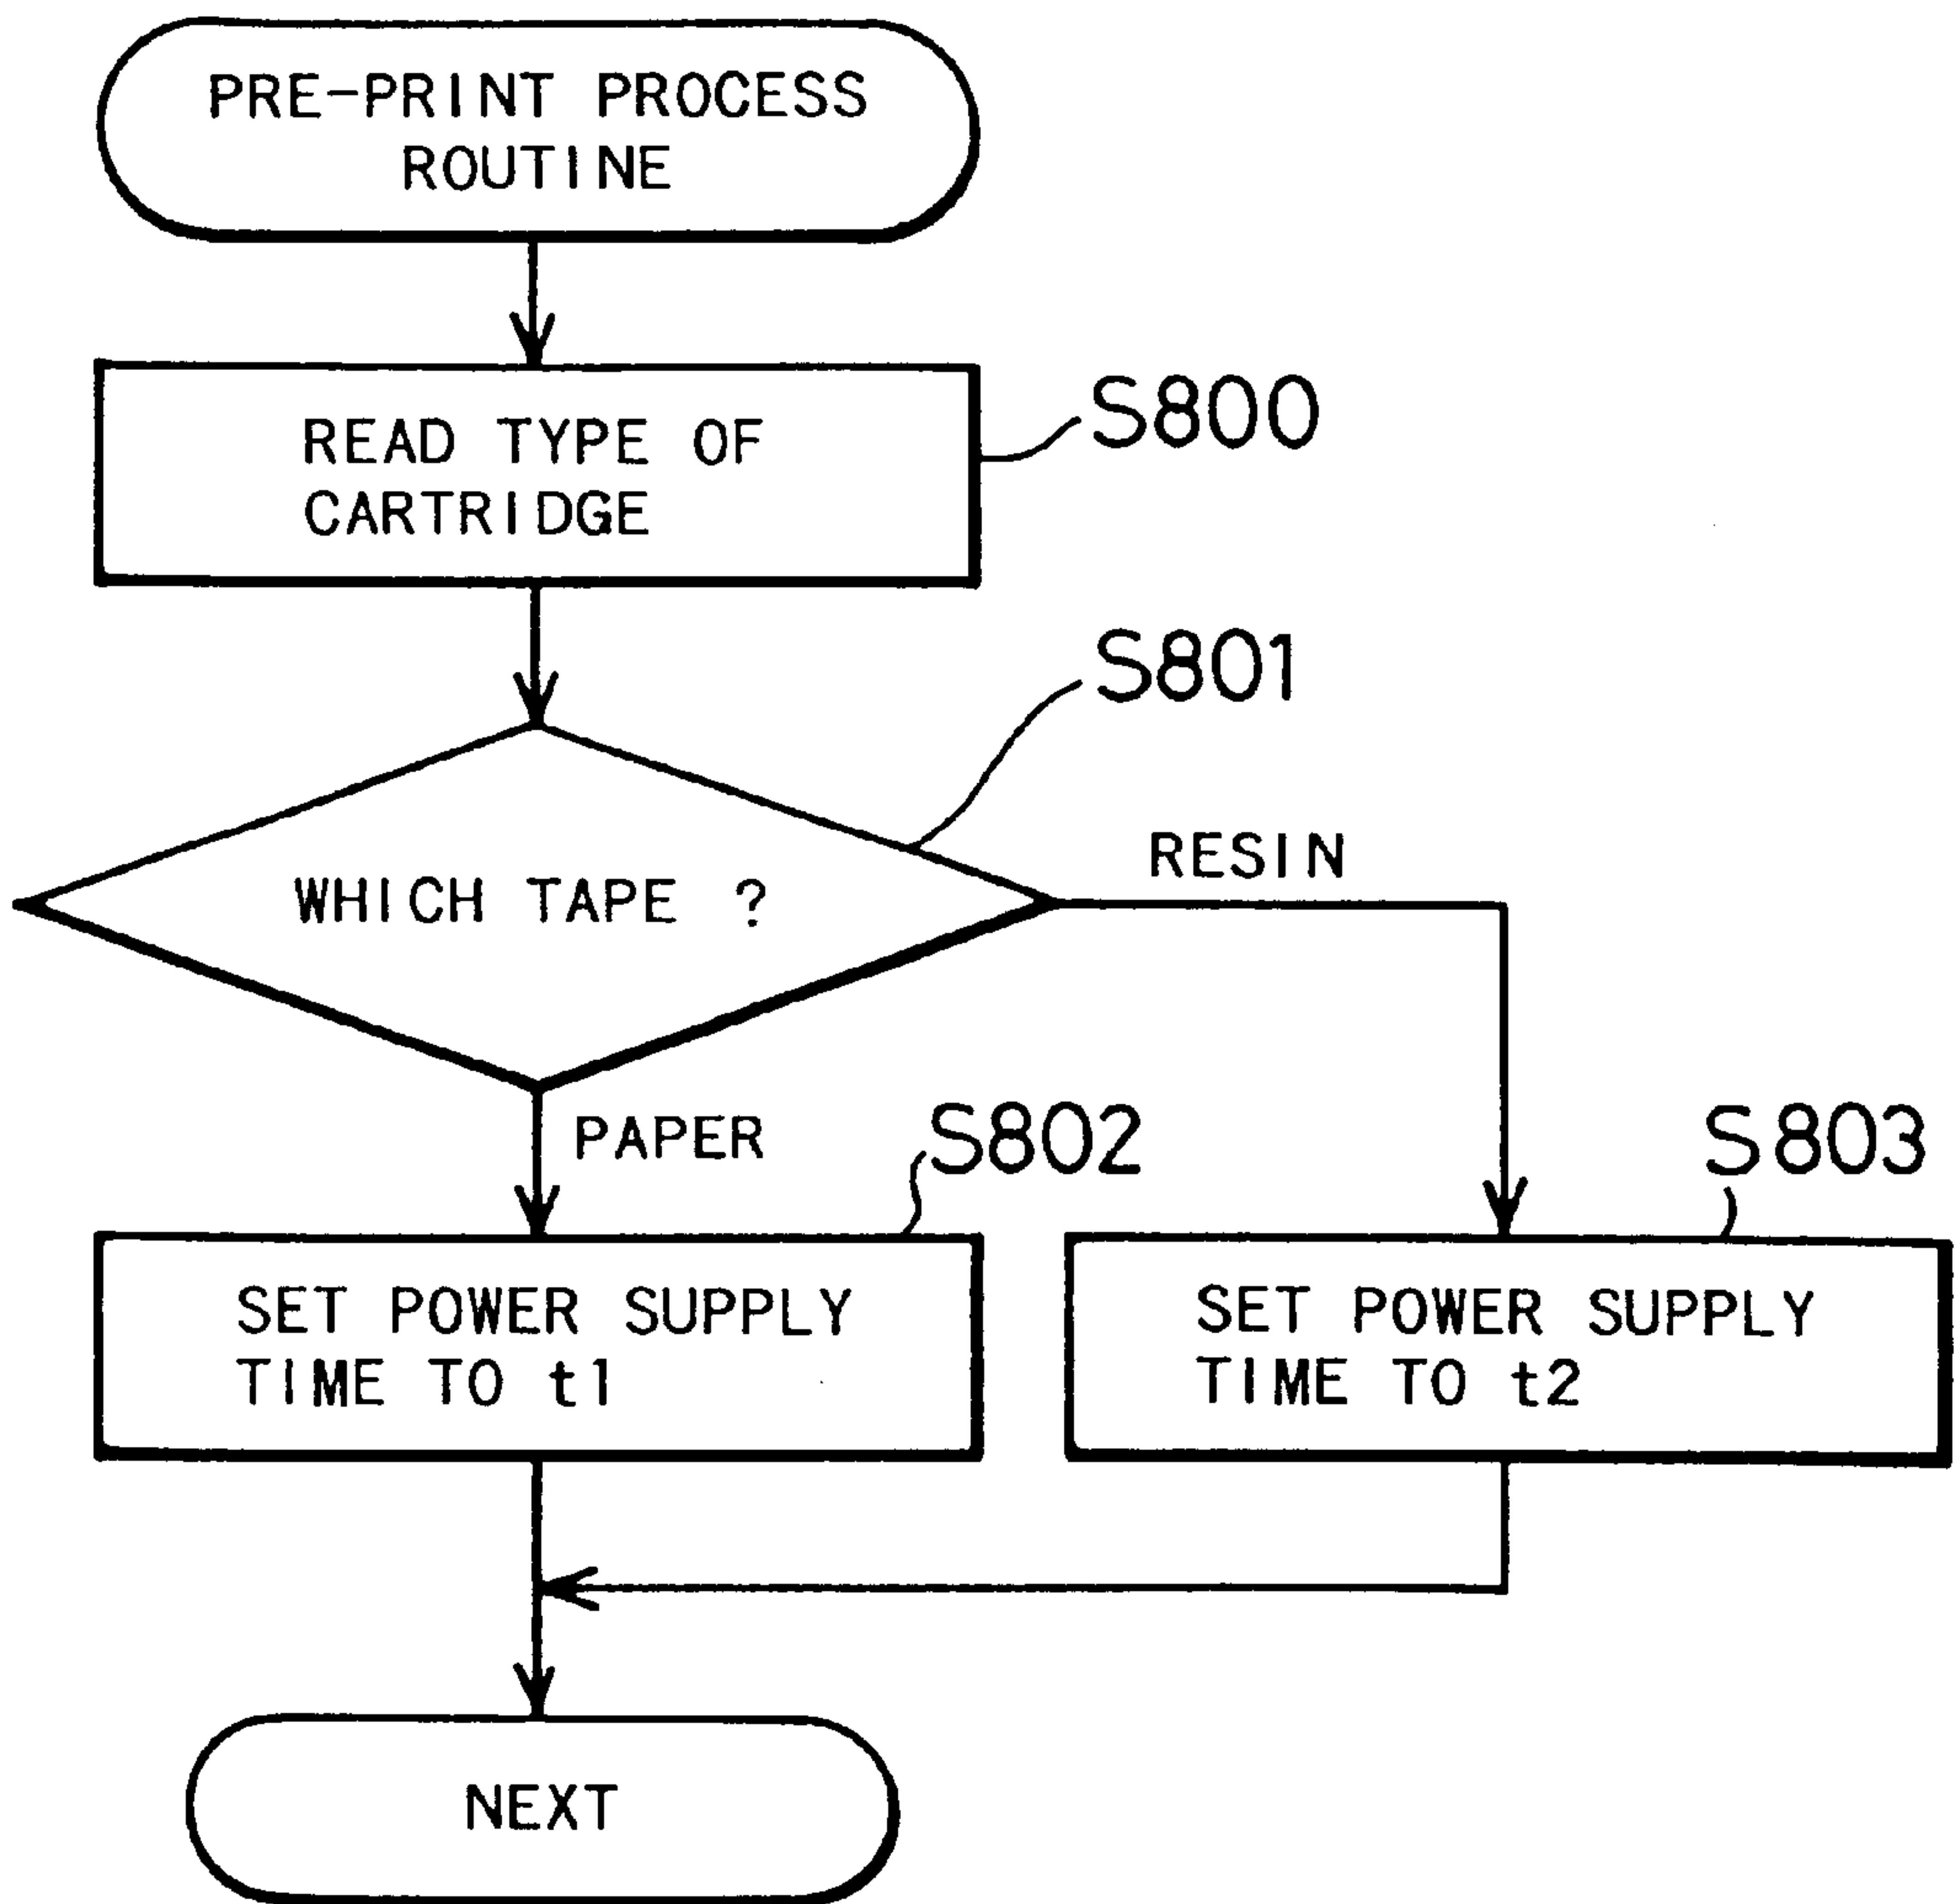 PRE-PRINT PROCESS
ROUTINE
READ TYPE OF
CARTRIDGE
S800
S801
WHICH TAPE ?
RESIN
PAPER
S802
S803
SET POWER SUPPLY
TIME TO t1
SET POWER SUPPLY
TIME TO t2
NEXT